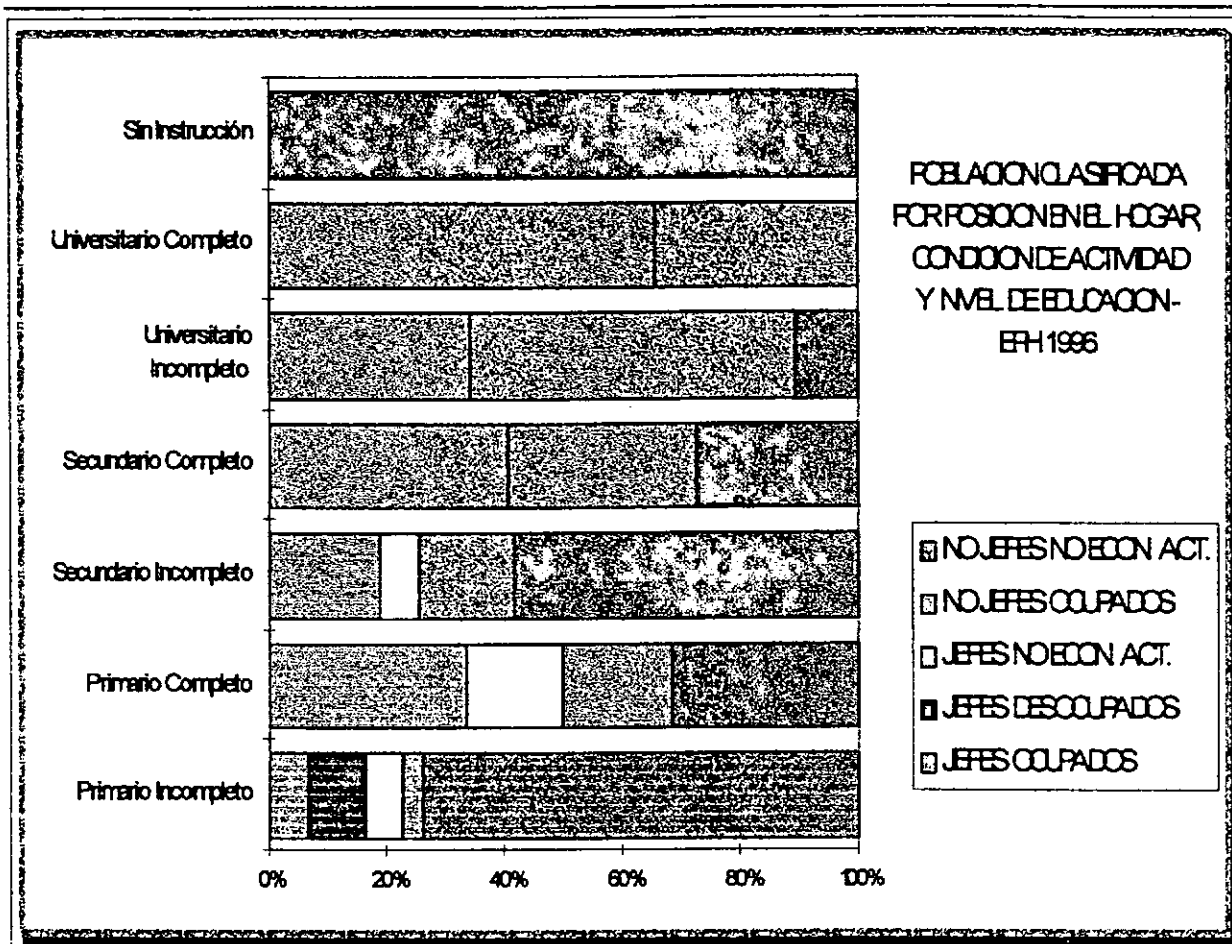 Sin Instrucción
Universitario Completo
Universitario
Incompleto
Secundario Completo
Secundario Incompleto
Primario Completo
Primario Incompleto
0%
20%
40%
60%
80%
100%
POBLACION CLASIFICADA
POR POSICION EN EL HOGAR,
CONDICION DE ACTIVIDAD
Y NIVEL DE EDUCACION-
EPH 1996
NO JEFES NO ECON. ACT.
NO JEFES OCUPADOS
JEFES NO ECON. ACT.
JEFES DESOCUPADOS
JEFES OCUPADOS